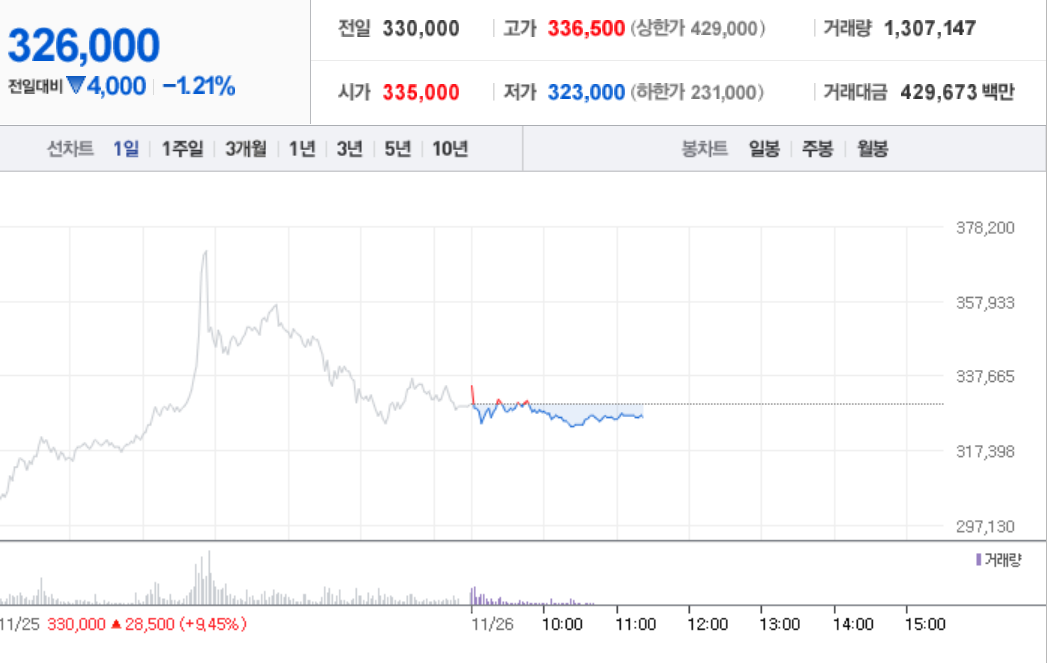 326,000
전일대비 ▼4,000 −1.21%
전일 330,000 고가 336,500 (상한가 429,000) 거래량 1,307,147
시가 335,000 저가 323,000 (하한가 231,000) 거래대금 429,673 백만
선차트 1일 1주일 3개월 1년 3년 5년 10년 봉차트 일봉 주봉 월봉
378,200
357,933
337,665
317,398
297,130
거래량
11/25 330,000 ▲ 28,500 (+9.45%) 11/26 10:00 11:00 12:00 13:00 14:00 15:00